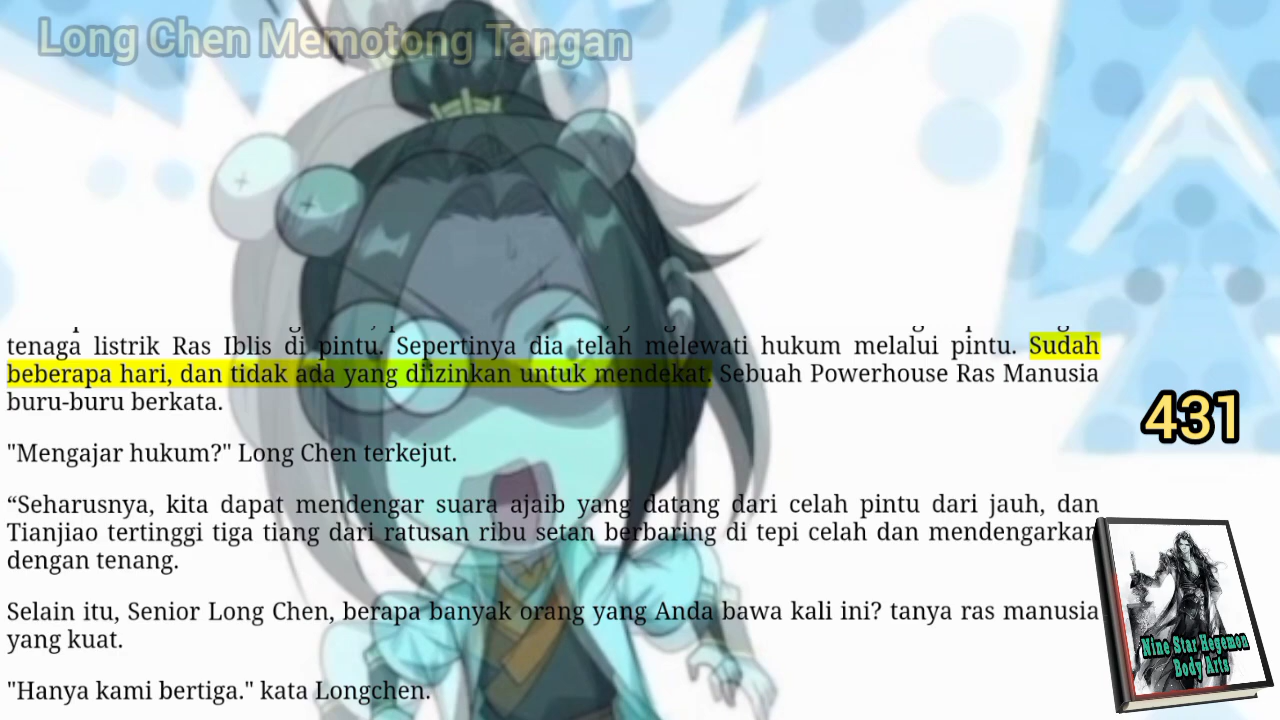 Long Chen Memotong Tangan
tenaga listrik Ras Iblis di pintu. Sepertinya dia telah melewati hukum melalui pintu. Sudah
beberapa hari, dan tidak ada yang diizinkan untuk mendekat. Sebuah Powerhouse Ras Manusia
buru-buru berkata.
431
"Mengajar hukum?" Long Chen terkejut.
“Seharusnya, kita dapat mendengar suara ajaib yang datang dari celah pintu dari jauh, dan
Tianjiao tertinggi tiga tiang dari ratusan ribu setan berbaring di tepi celah dan mendengarkan
dengan tenang.
Selain itu, Senior Long Chen, berapa banyak orang yang Anda bawa kali ini? tanya ras manusia
yang kuat.
"Hanya kami bertiga." kata Longchen.
Nine Star Hegemon
Body Arts